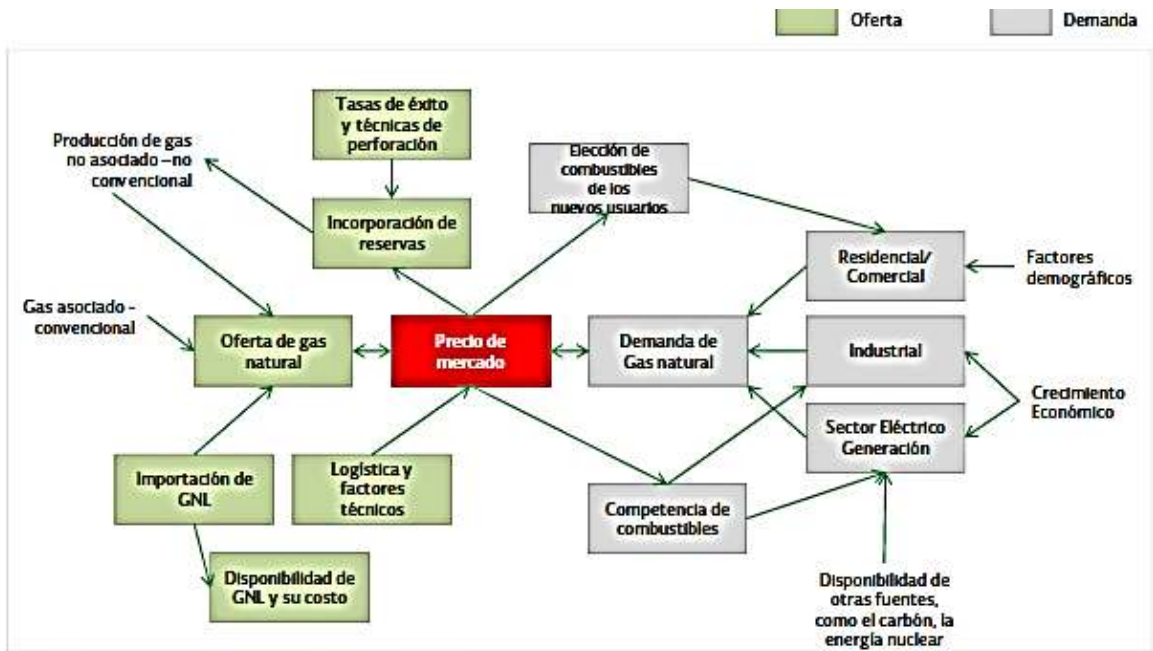 Oferta
Demanda
Tasas de éxito
y técnicas de
perforación
Producción de gas
no asociado –no
convencional
Elección de
combustibles
de los
nuevos usuarios
Incorporación de
reservas
Residencial/
Comercial
Factores
demográficos
Gas asociado -
convencional
Oferta de gas
natural
Precio de
mercado
Demanda de
Gas natural
Industrial
Crecimiento
Económico
Sector Eléctrico
Generación
Importación de
GNL
Logística y
factores
técnicos
Competencia de
combustibles
Disponibilidad de
GNL y su costo
Disponibilidad de
otras fuentes,
como el carbón, la
energía nuclear